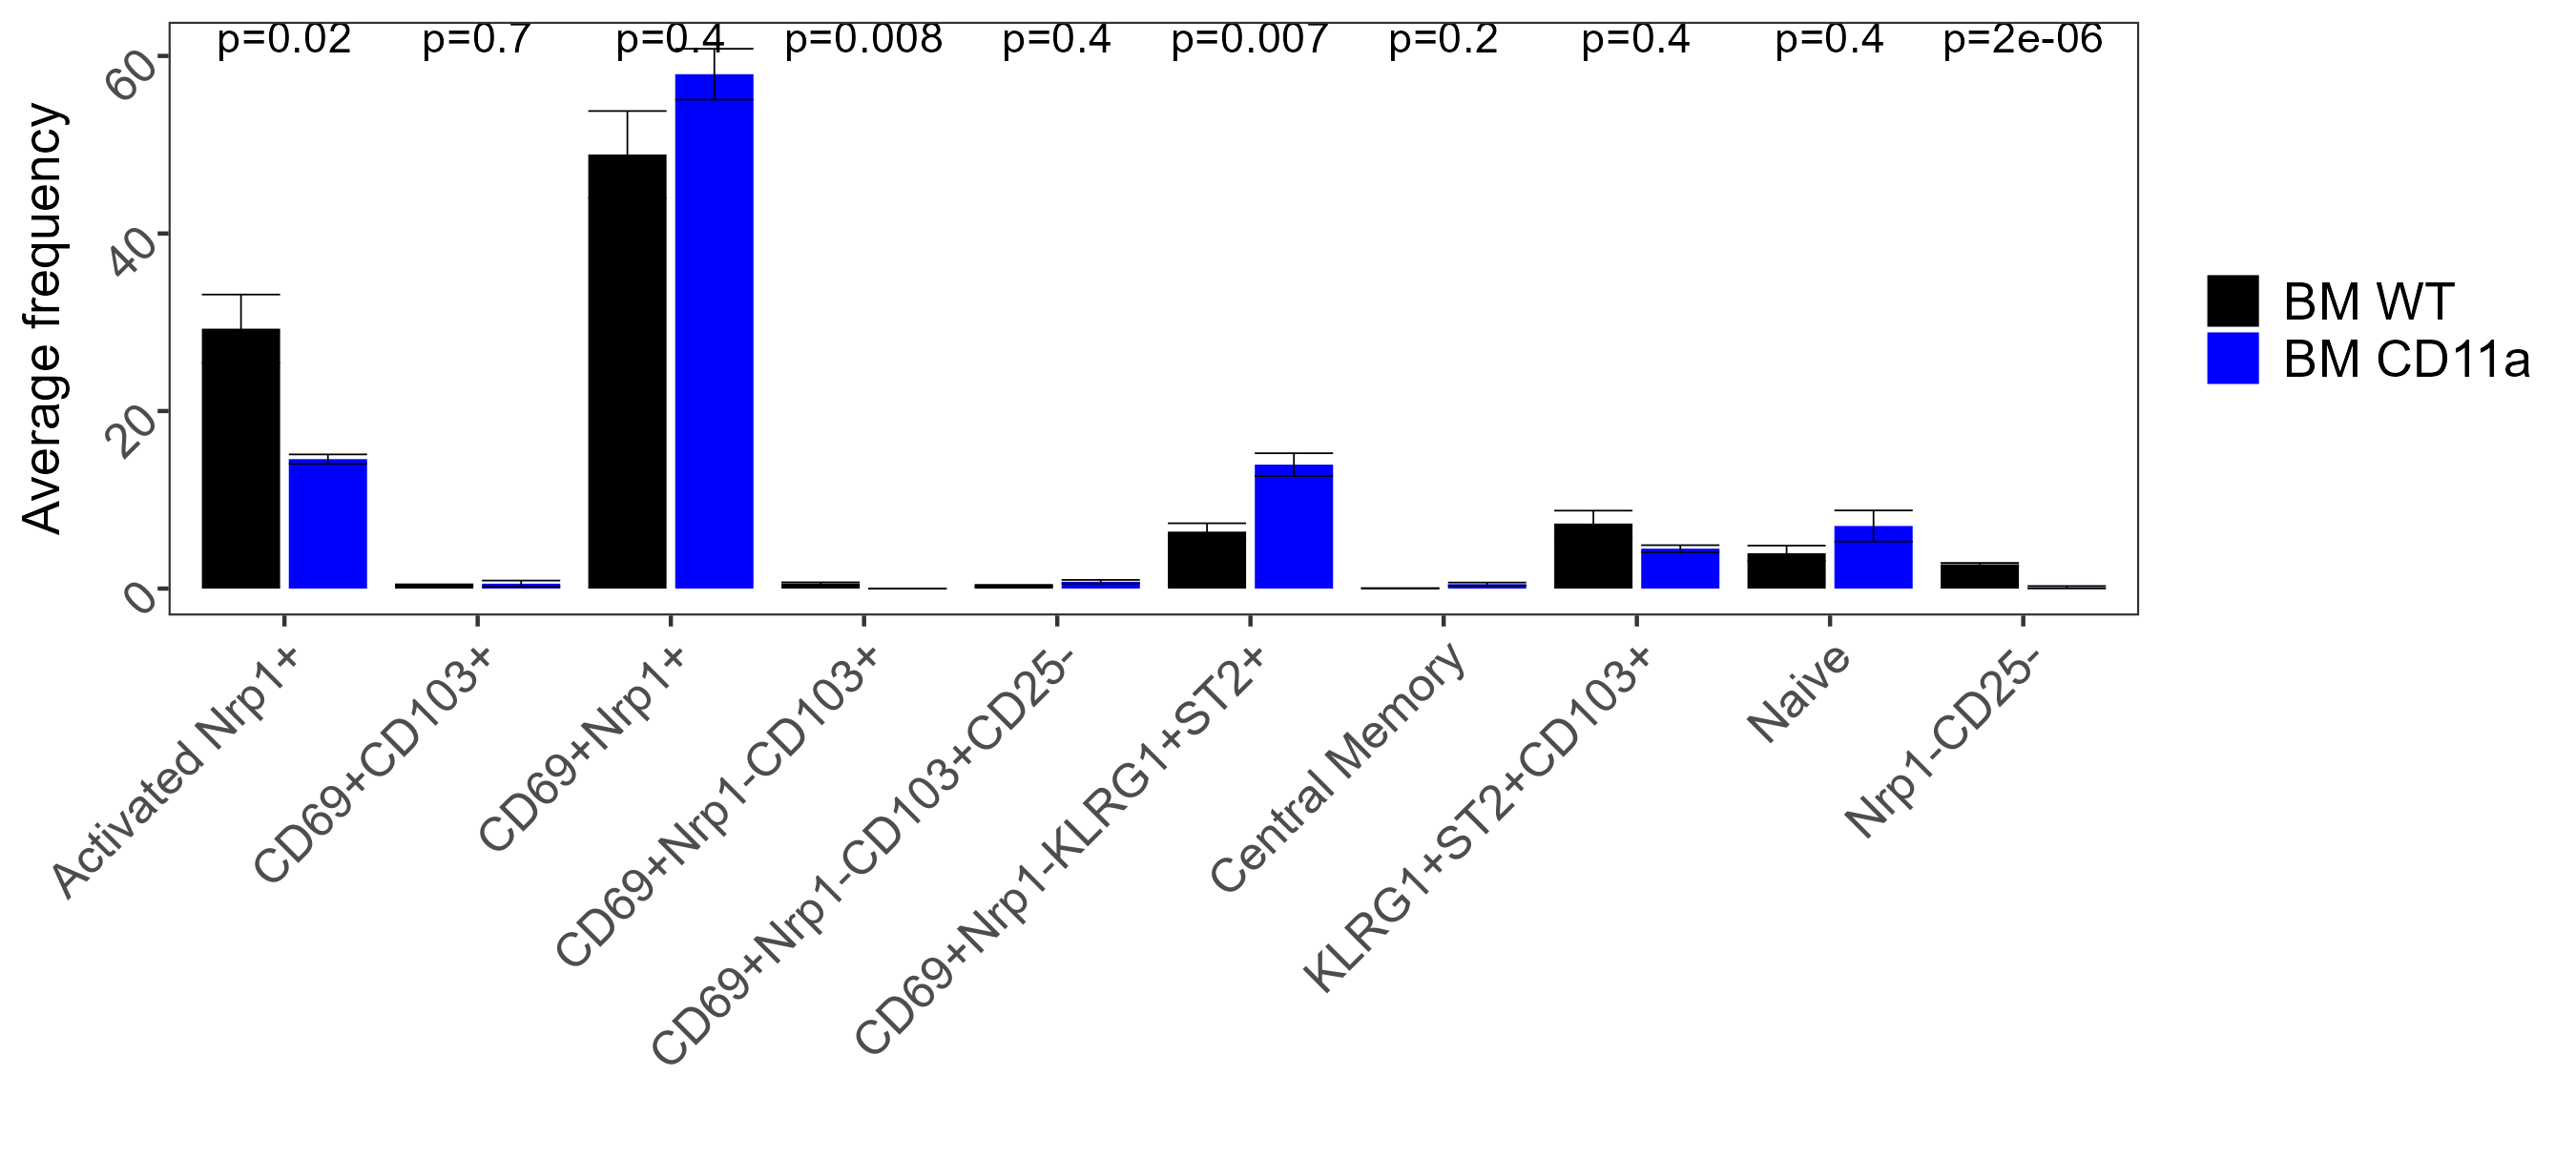 p=0.02 p=0.7 p=0.4 p=0.008 p=0.4 p=0.007 p=0.2 p=0.4 p=0.4 p=2e-06
Average frequency
60
40
20
0
BM WT
BM CD11a
Activated Nrp1+
CD69+CD103+
CD69+Nrp1+
CD69+Nrp1-CD103+
CD69+Nrp1-CD103+CD25-
CD69+Nrp1-KLRG1+ST2+
Central Memory
KLRG1+ST2+CD103+
Naive
Nrp1-CD25-